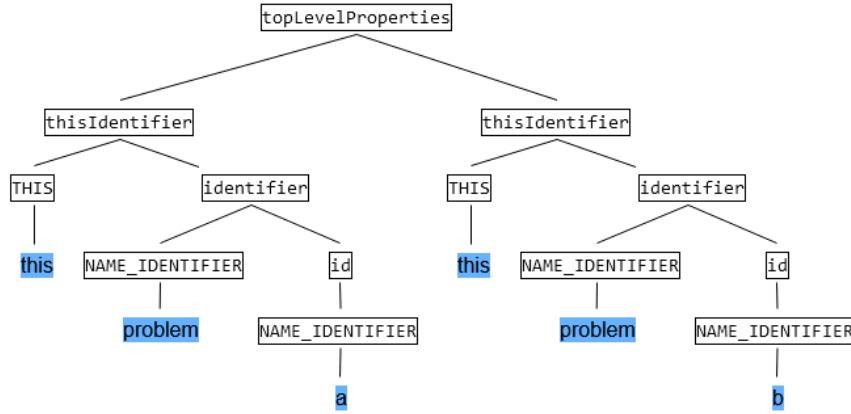 topLevelProperties
thisIdentifier thisIdentifier
THIS identifier THIS identifier
this NAME_IDENTIFIER id this NAME_IDENTIFIER id
problem NAME_IDENTIFIER problem NAME_IDENTIFIER
a b